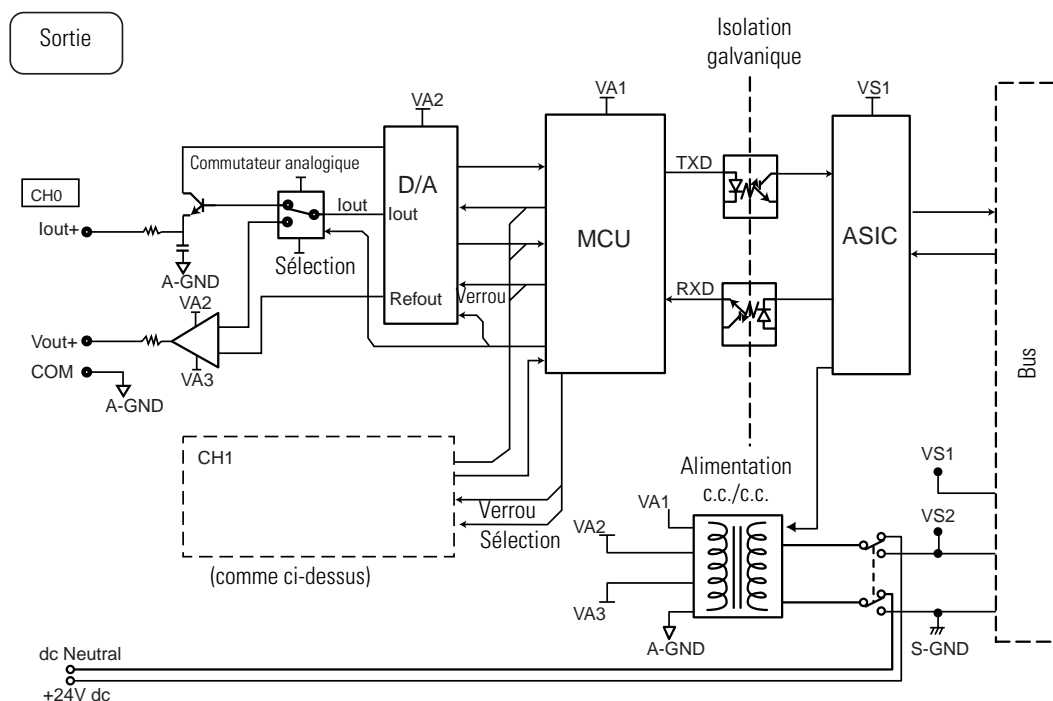 Sortie
Isolation
galvanique
VA2
VA1
VS1
Commutateur analogique
D/A
TXD
CH0
Iout
Iout
Iout+
MCU
ASIC
Sélection
A-GND
VA2
Refout
Verrou
RXD
Vout+
VA3
COM
A-GND
Bus
CH1
Alimentation
c.c./c.c.
VS1
VA1
Verrou
VA2
VS2
Sélection
(comme ci-dessus)
VA3
A-GND
S-GND
dc Neutral
+24V dc